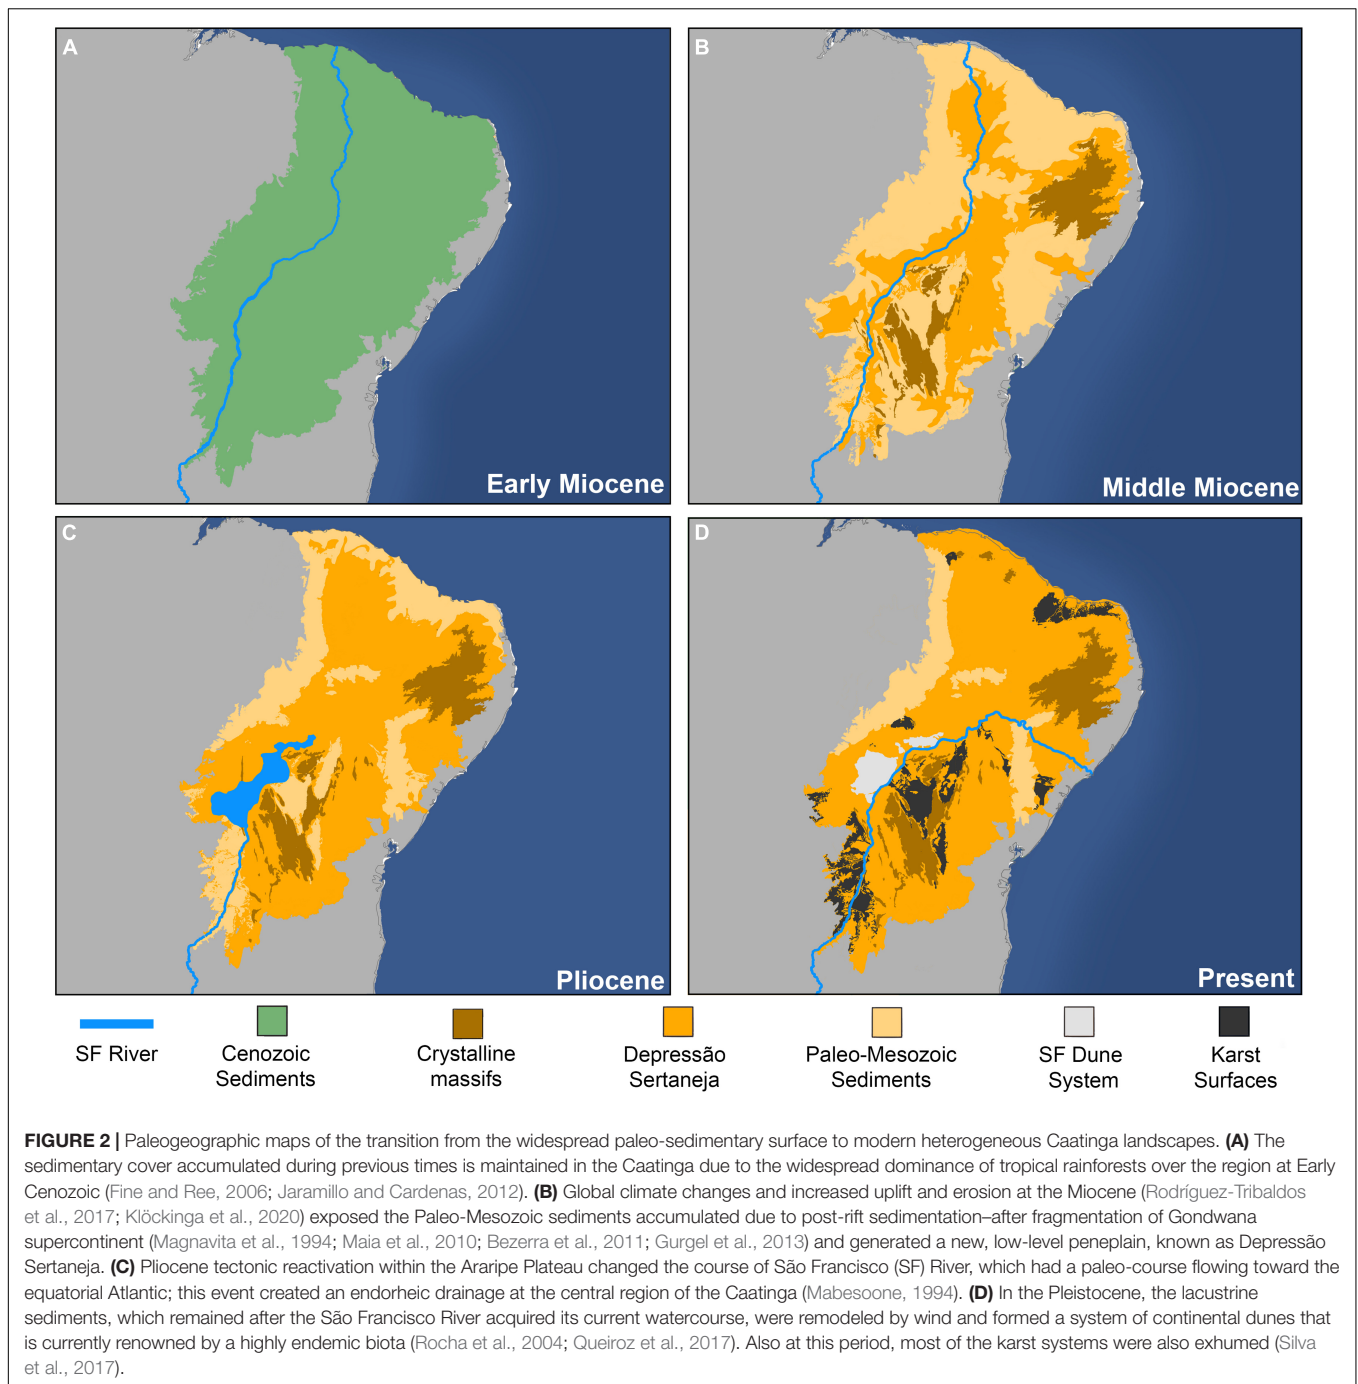 A
Early Miocene
B
Middle Miocene
C
Pliocene
D
Present
SF River
Cenozoic
Sediments
Crystalline
massifs
Depressão
Sertaneja
Paleo-Mesozoic
Sediments
SF Dune
System
Karst
Surfaces
FIGURE 2 | Paleogeographic maps of the transition from the widespread paleo-sedimentary surface to modern heterogeneous Caatinga landscapes. (A) The
sedimentary cover accumulated during previous times is maintained in the Caatinga due to the widespread dominance of tropical rainforests over the region at Early
Cenozoic (Fine and Ree, 2006; Jaramillo and Cardenas, 2012). (B) Global climate changes and increased uplift and erosion at the Miocene (Rodríguez-Tribaldos
et al., 2017; Klöckinga et al., 2020) exposed the Paleo-Mesozoic sediments accumulated due to post-rift sedimentation–after fragmentation of Gondwana
supercontinent (Magnavita et al., 1994; Maia et al., 2010; Bezerra et al., 2011; Gurgel et al., 2013) and generated a new, low-level peneplain, known as Depressão
Sertaneja. (C) Pliocene tectonic reactivation within the Araripe Plateau changed the course of São Francisco (SF) River, which had a paleo-course flowing toward the
equatorial Atlantic; this event created an endorheic drainage at the central region of the Caatinga (Mabesoone, 1994). (D) In the Pleistocene, the lacustrine
sediments, which remained after the São Francisco River acquired its current watercourse, were remodeled by wind and formed a system of continental dunes that
is currently renowned by a highly endemic biota (Rocha et al., 2004; Queiroz et al., 2017). Also at this period, most of the karst systems were also exhumed (Silva
et al., 2017).